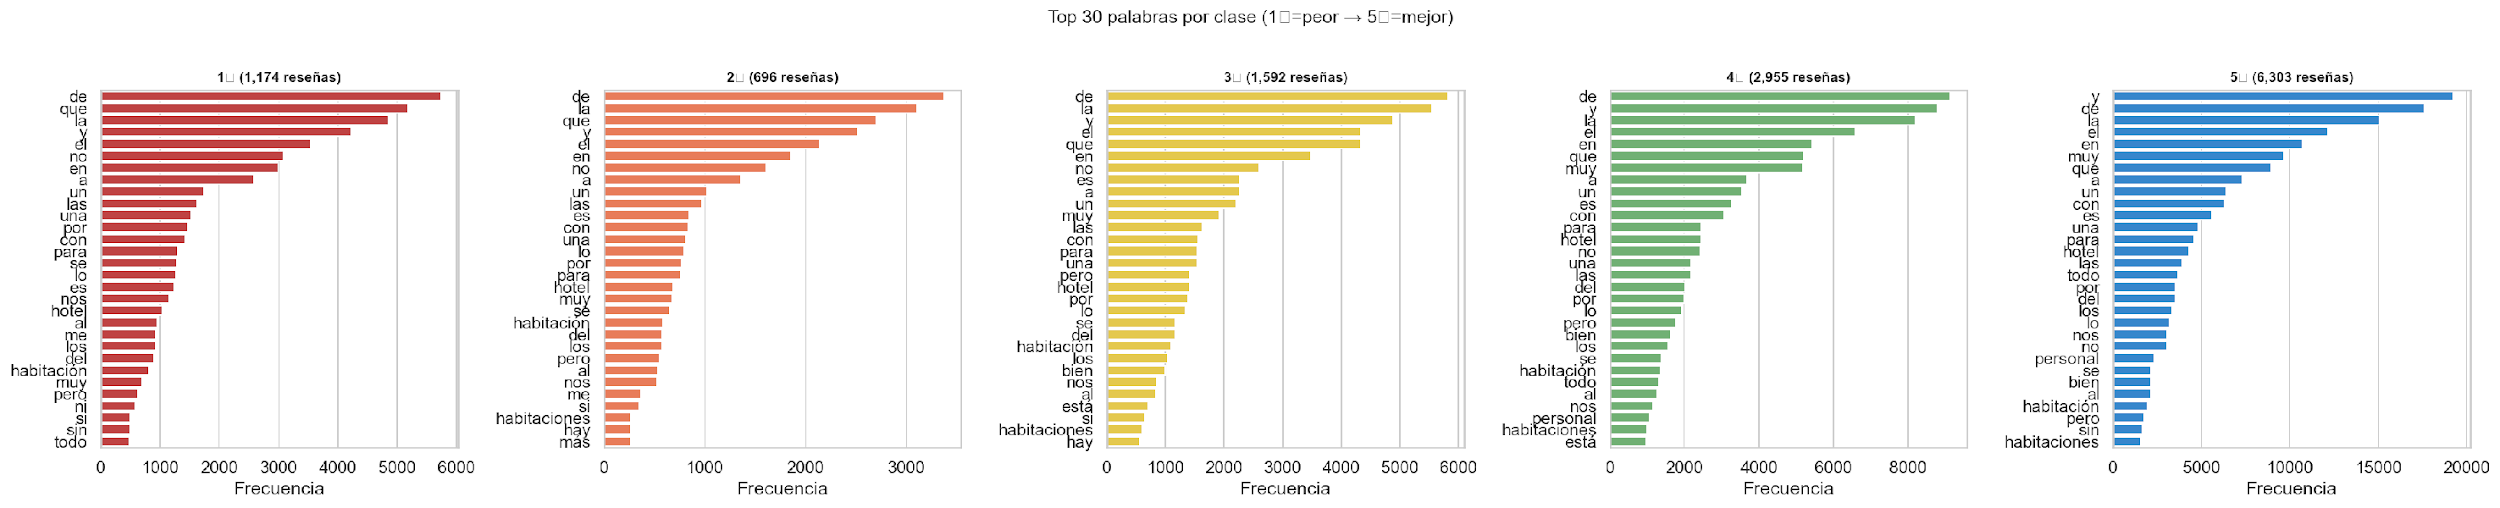 Top 30 palabras por clase (1□=peor → 5□=mejor)
1□ (1,174 reseñas)
de
que
la
y
el
no
en
a
un
las
una
por
con
para
se
lo
es
nos
hotel
al
me
los
del
habitación
muy
pero
ni
si
sin
todo
0 1000 2000 3000 4000 5000 6000
Frecuencia
2□ (696 reseñas)
de
la
que
y
el
en
no
a
un
las
es
con
una
lo
por
para
hotel
muy
se
habitación
del
los
pero
al
nos
me
si
habitaciones
hay
más
0 1000 2000 3000
Frecuencia
3□ (1,592 reseñas)
de
la
y
el
que
en
no
es
a
un
muy
las
con
para
una
pero
hotel
por
lo
se
del
habitación
los
bien
nos
al
está
si
habitaciones
hay
0 1000 2000 3000 4000 5000 6000
Frecuencia
4□ (2,955 reseñas)
de
y
la
el
en
que
muy
a
un
es
con
para
hotel
no
una
las
del
por
lo
pero
bien
los
se
habitación
todo
al
nos
personal
habitaciones
está
0 2000 4000 6000 8000
Frecuencia
5□ (6,303 reseñas)
y
de
la
el
en
muy
que
a
un
con
es
una
para
hotel
las
todo
por
del
los
lo
nos
no
personal
se
bien
al
habitación
pero
sin
habitaciones
0 5000 10000 15000 20000
Frecuencia